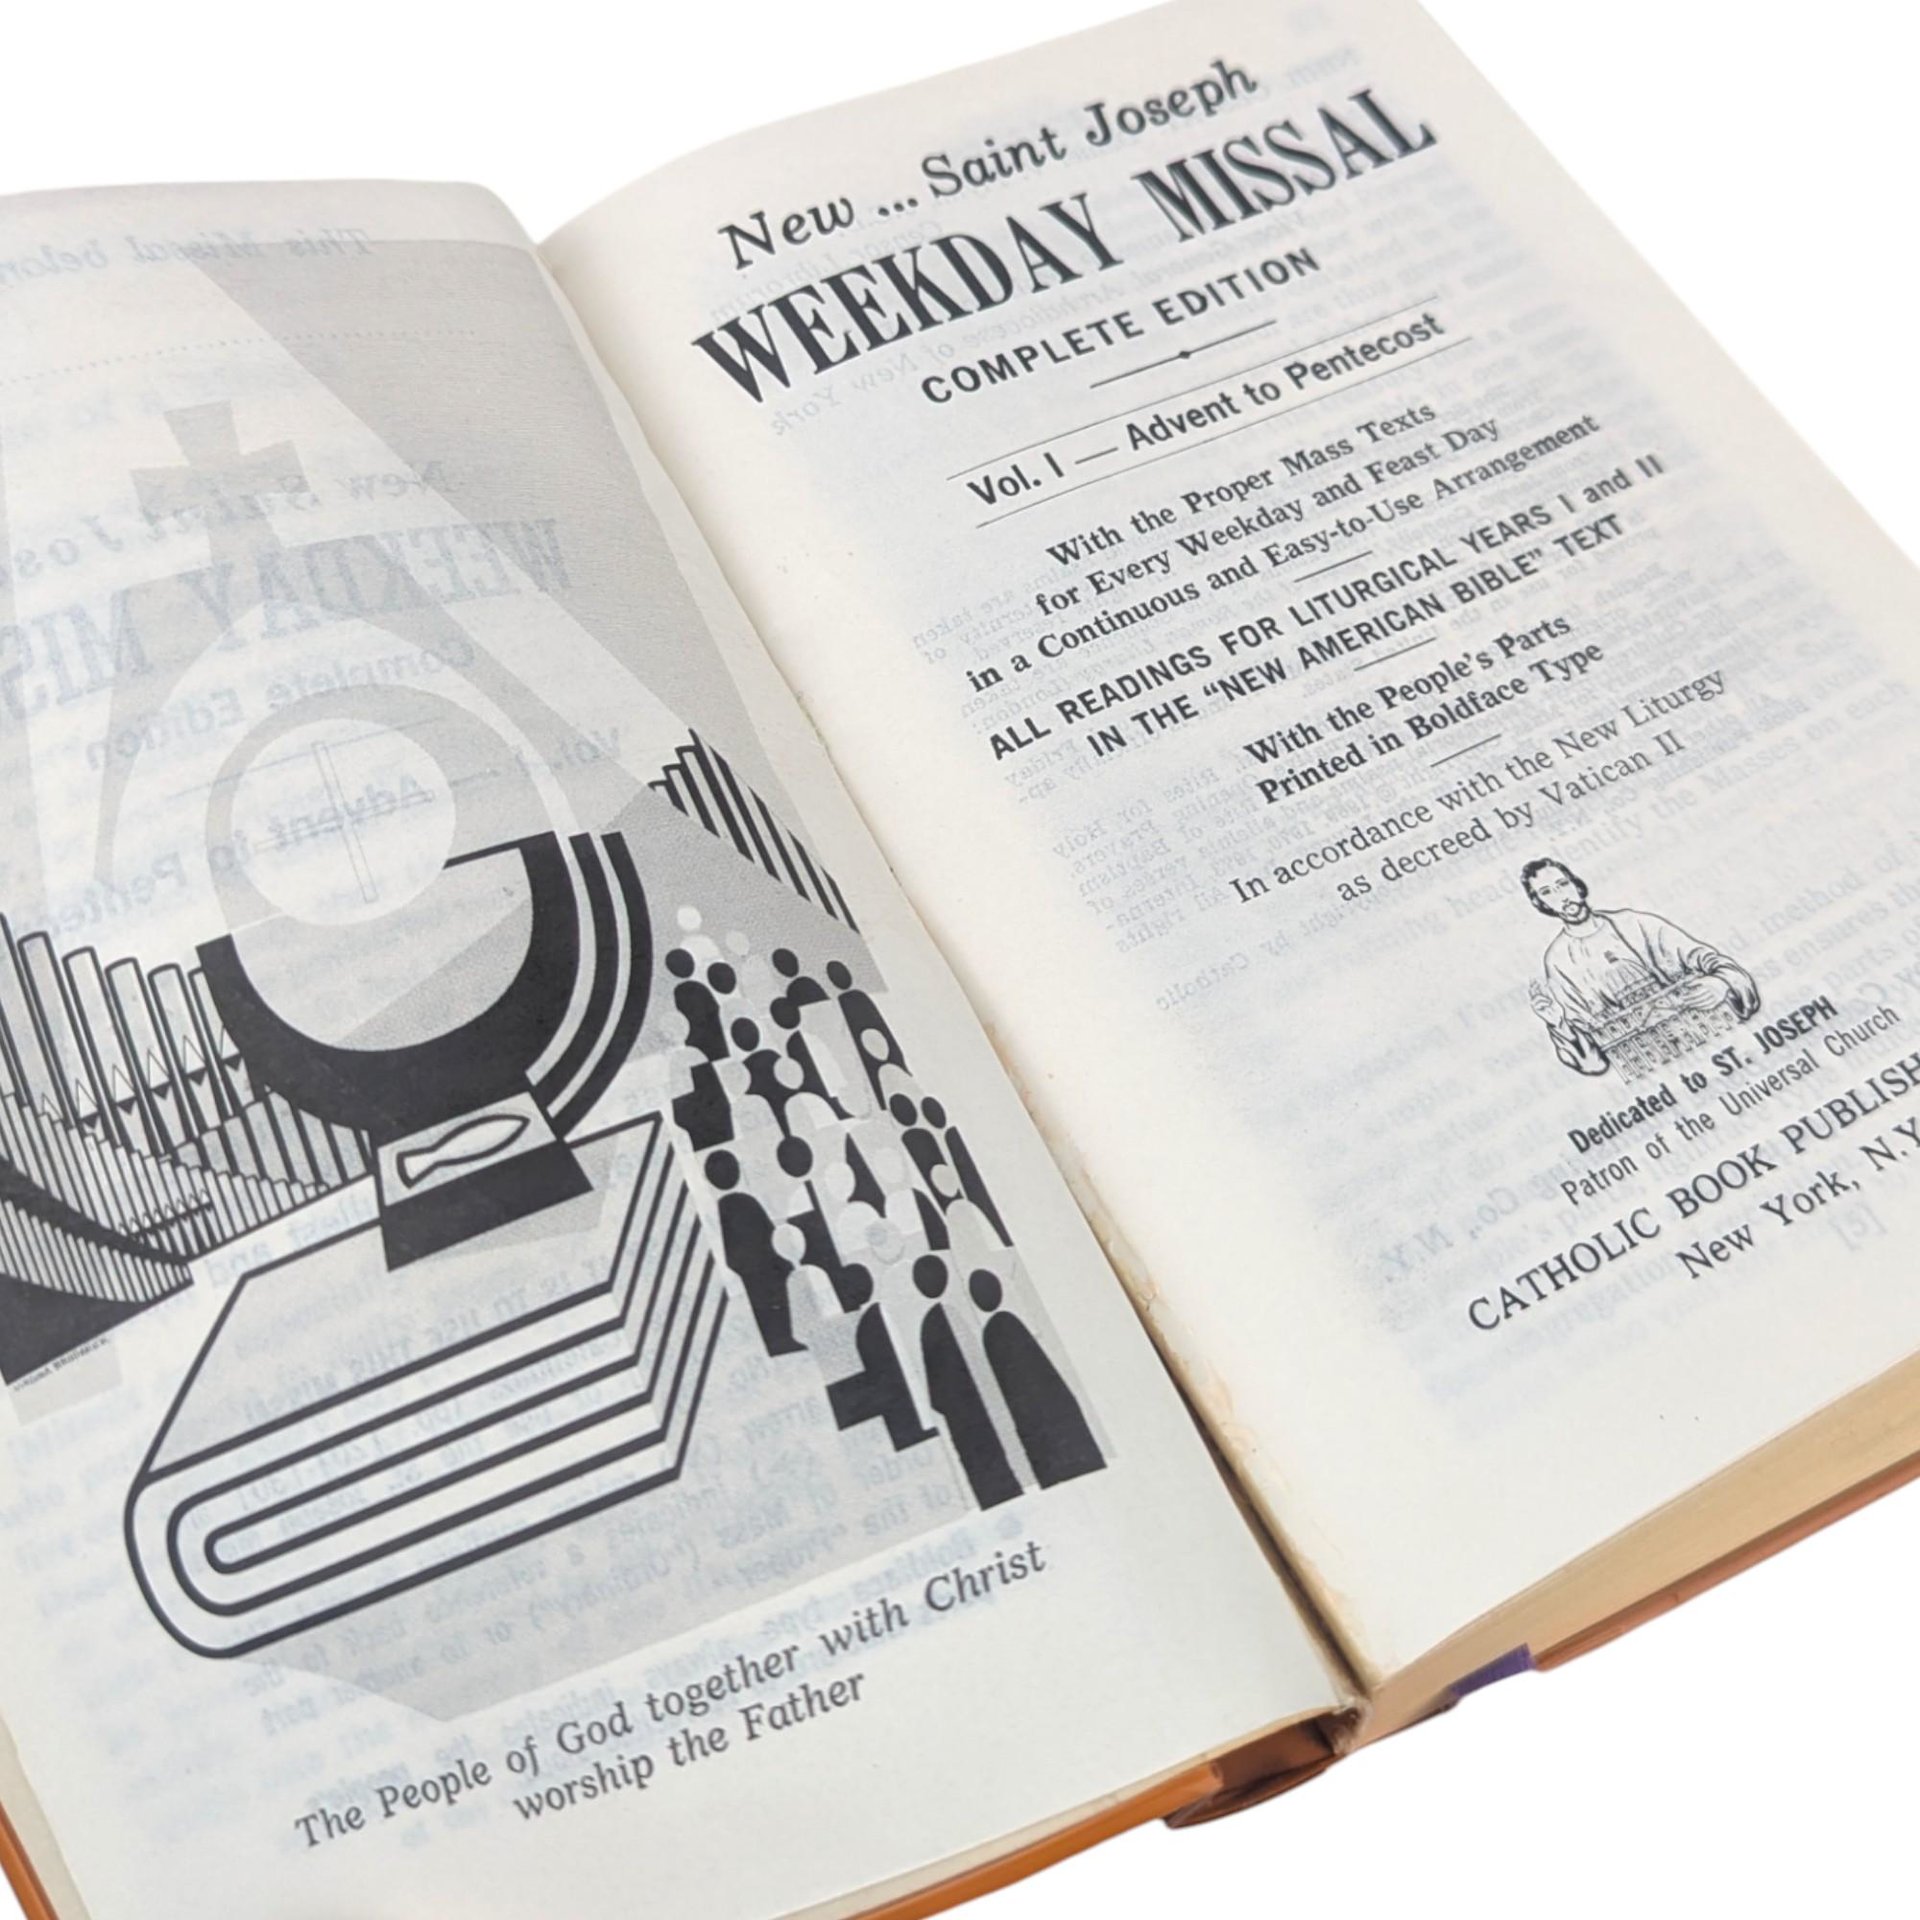 The People of God together with Christ
worship the Father
New ... Saint Joseph
WEEKDAY MISSAL
COMPLETE EDITION
Vol. I — Advent to Pentecost
With the Proper Mass Texts
for Every Weekday and Feast Day
in a Continuous and Easy-to-Use Arrangement
ALL READINGS FOR LITURGICAL YEARS I and II
IN THE “NEW AMERICAN BIBLE” TEXT
With the People's Parts
Printed in Boldface Type
In accordance with the New Liturgy
as decreed by Vatican II
Dedicated to ST. JOSEPH
Patron of the Universal Church
CATHOLIC BOOK PUBLISH
New York, N.Y